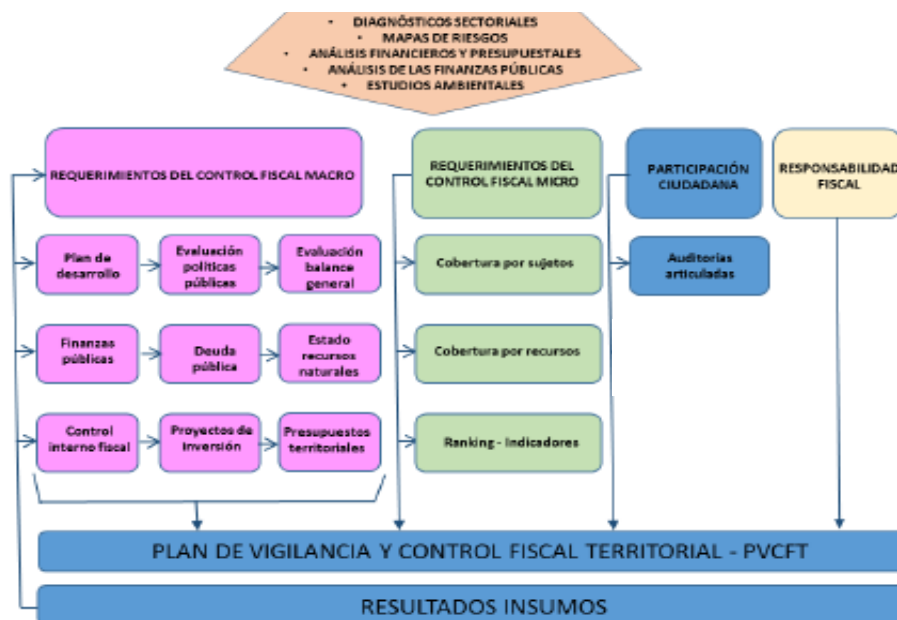 • DIAGNÓSTICOS SECTORIALES
• MAPAS DE RIESGOS
• ANÁLISIS FINANCIEROS Y PRESUPUESTALES
• ANÁLISIS DE LAS FINANZAS PÚBLICAS
• ESTUDIOS AMBIENTALES
REQUERIMIENTOS DEL CONTROL FISCAL MACRO
REQUERIMIENTOS DEL
CONTROL FISCAL MICRO
PARTICIPACIÓN
CIUDADANA
RESPONSABILIDAD
FISCAL
Plan de
desarrollo
Evaluación
políticas
públicas
Evaluación
balance
general
Cobertura por sujetos
Auditorías
articuladas
Finanzas
públicas
Deuda
pública
Estado
recursos
naturales
Cobertura por recursos
Control
interno fiscal
Proyectos de
inversión
Presupuestos
territoriales
Ranking - Indicadores
PLAN DE VIGILANCIA Y CONTROL FISCAL TERRITORIAL - PVCFT
RESULTADOS INSUMOS